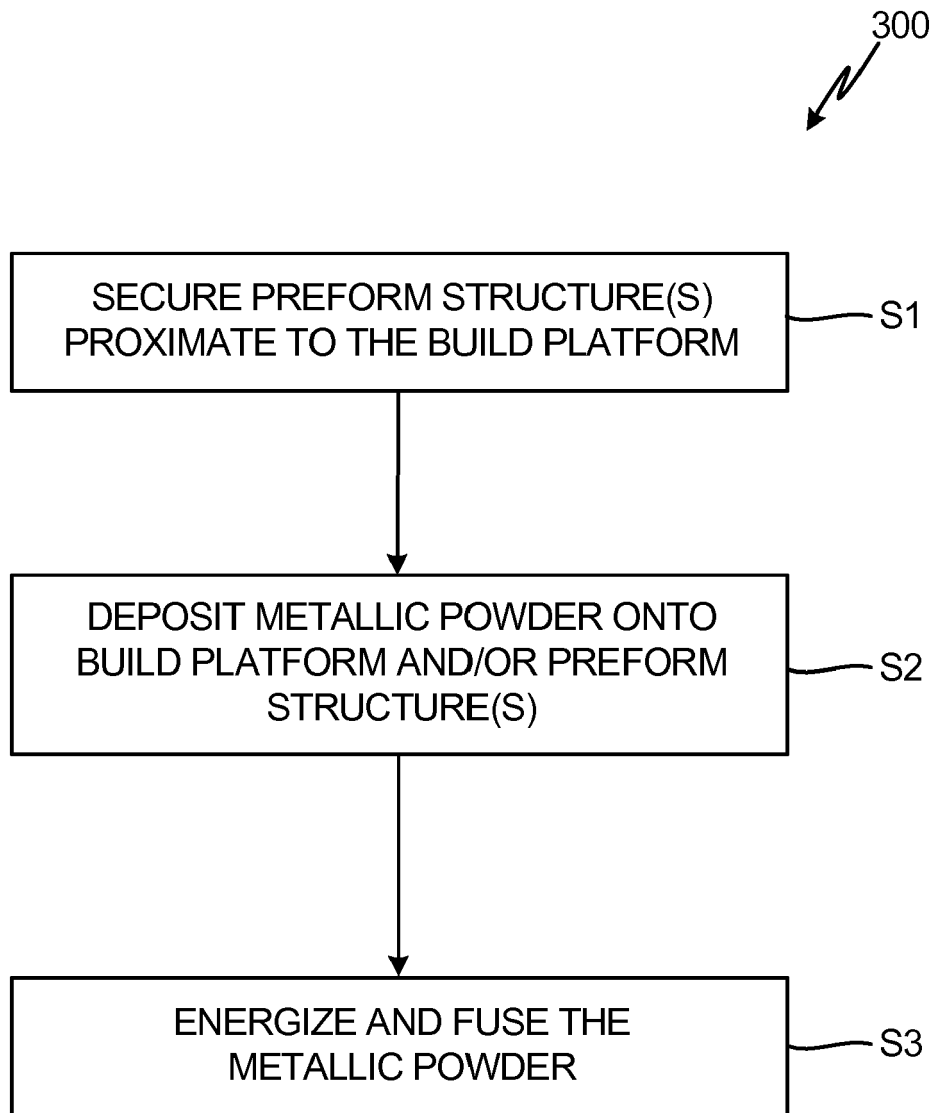 300
SECURE PREFORM STRUCTURE(S)
PROXIMATE TO THE BUILD PLATFORM
S1
DEPOSIT METALLIC POWDER ONTO
BUILD PLATFORM AND/OR PREFORM
STRUCTURE(S)
S2
ENERGIZE AND FUSE THE
METALLIC POWDER
S3